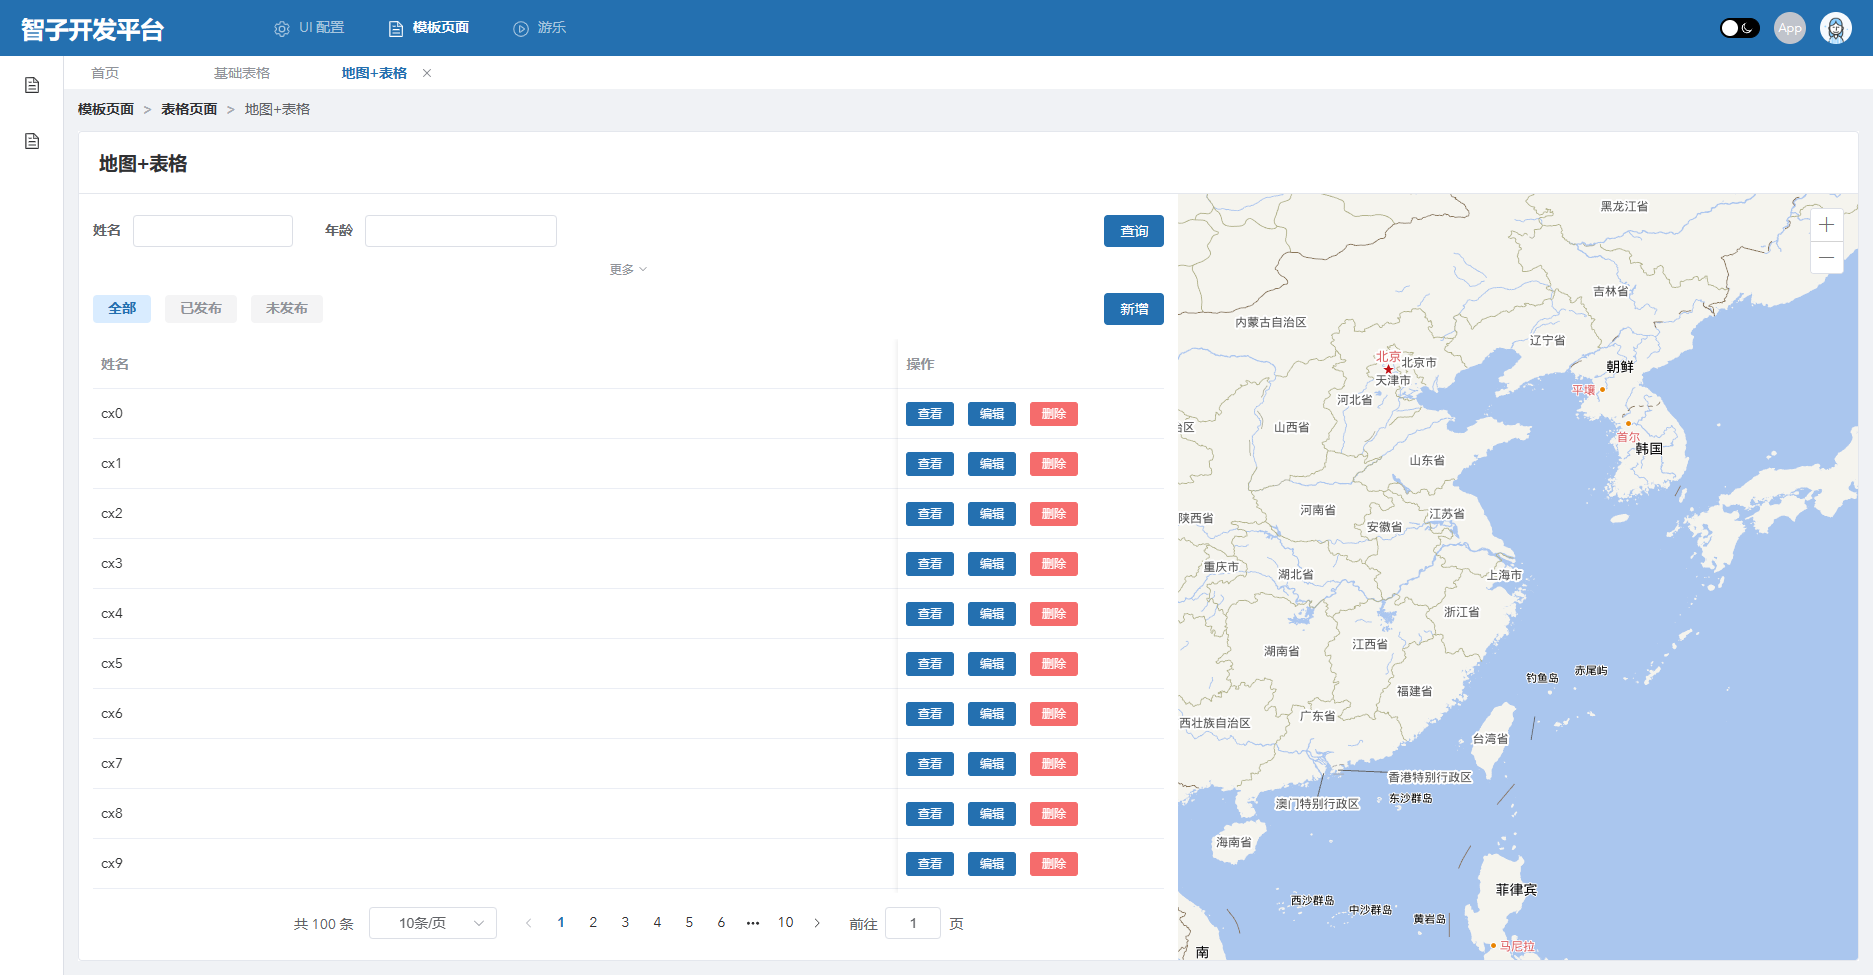 智子开发平台
UI 配置
模板页面
游乐
App
首页
基础表格
地图+表格
模板页面 > 表格页面 > 地图+表格
地图+表格
姓名
年龄
查询
更多
全部
已发布
未发布
新增
姓名
操作
cx0 查看 编辑 删除
cx1 查看 编辑 删除
cx2 查看 编辑 删除
cx3 查看 编辑 删除
cx4 查看 编辑 删除
cx5 查看 编辑 删除
cx6 查看 编辑 删除
cx7 查看 编辑 删除
cx8 查看 编辑 删除
cx9 查看 编辑 删除
共 100 条
10条/页
1 2 3 4 5 6 ••• 10
前往 1 页
黑龙江省
吉林省
内蒙古自治区
辽宁省
北京
北京市
朝鲜
天津市
平壤
河北省
治区
山西省
首尔
韩国
山东省
河南省
江苏省
陕西省
安徽省
重庆市
湖北省
上海市
浙江省
江西省
湖南省
钓鱼岛
赤尾屿
福建省
广东省
西壮族自治区
台湾省
香港特别行政区
东沙群岛
澳门特别行政区
海南省
菲律宾
西沙群岛
中沙群岛
黄岩岛
马尼拉
南